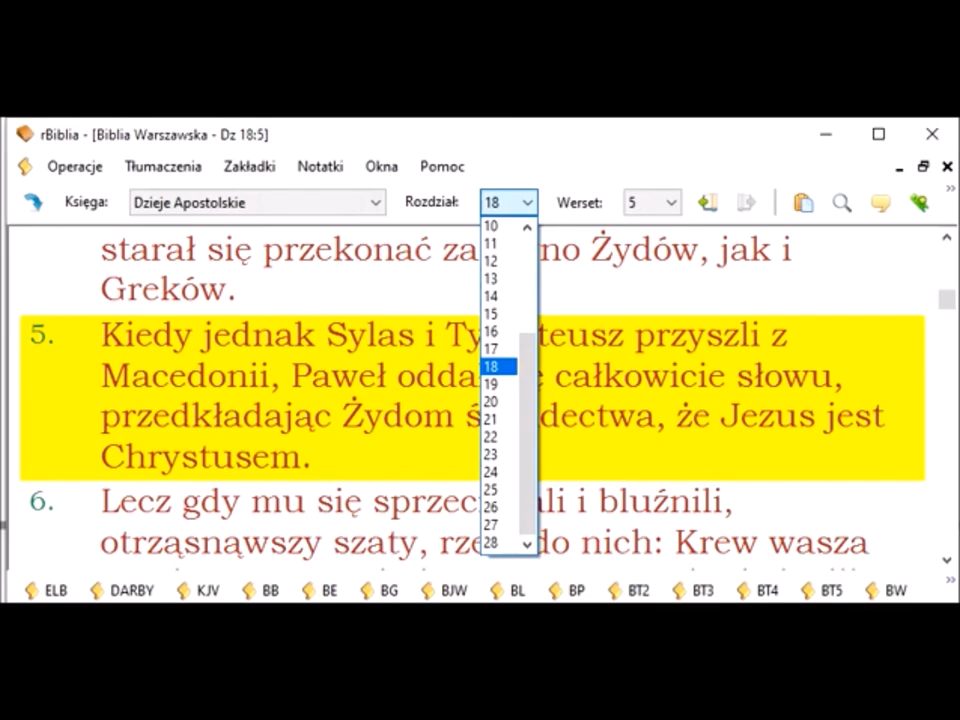 rBiblia - [Biblia Warszawska - Dz 18:5]
Operacje Tłumaczenia Zakładki Notatki Okna Pomoc
Księga: Dzieje Apostolskie Rozdział: 18 Werset: 5
10
11
12
13
14
15
16
17
18
19
20
21
22
23
24
25
26
27
28
starał się przekonać za no Żydów, jak i
Greków.
5. Kiedy jednak Sylas i Ty teusz przyszli z
Macedonii, Paweł odda całkowicie słowu,
przedkładając Żydom ś dectwa, że Jezus jest
Chrystusem.
6. Lecz gdy mu się sprzec ali i bluźnili,
otrząsnąwszy szaty, rze do nich: Krew wasza
ELB DARBY KJV BB BE BG BJW BL BP BT2 BT3 BT4 BT5 BW